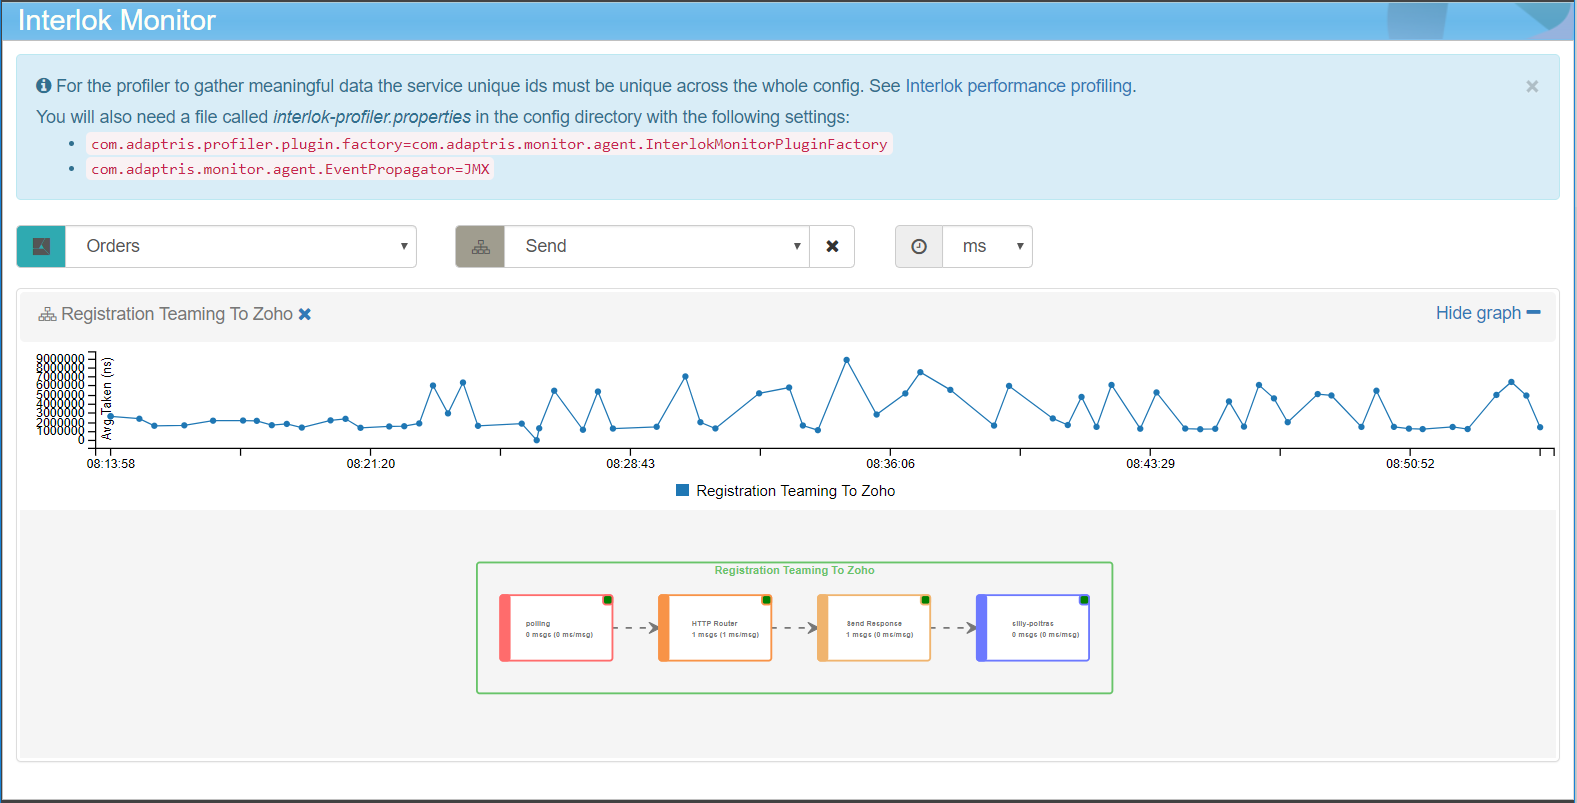 Interlok Monitor
For the profiler to gather meaningful data the service unique ids must be unique across the whole config. See Interlok performance profiling.
×
You will also need a file called interlok-profiler.properties in the config directory with the following settings:
• com.adaptris.profiler.plugin.factory=com.adaptris.monitor.agent.InterlokMonitorPluginFactory
• com.adaptris.monitor.agent.EventPropagator=JMX
Orders
Send
ms
Registration Teaming To Zoho
Hide graph
9000000
8000000
7000000
6000000
5000000
4000000
3000000
2000000
1000000
0
Avg Taken (ns)
08:13:58 08:21:20 08:28:43 08:36:06 08:43:29 08:50:52
Registration Teaming To Zoho
Registration Teaming To Zoho
polling
0 msgs (0 ms/msg)
HTTP Router
1 msgs (1 ms/msg)
Send Response
1 msgs (0 ms/msg)
silly-poitras
0 msgs (0 ms/msg)